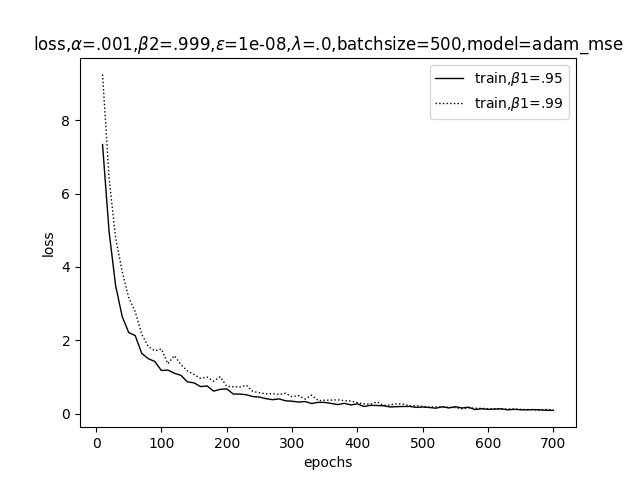 loss,α=.001,β2=.999,ε=1e-08,λ=.0,batchsize=500,model=adam_mse
train,β1=.95
train,β1=.99
8
6
4
2
0
loss
0 100 200 300 400 500 600 700
epochs